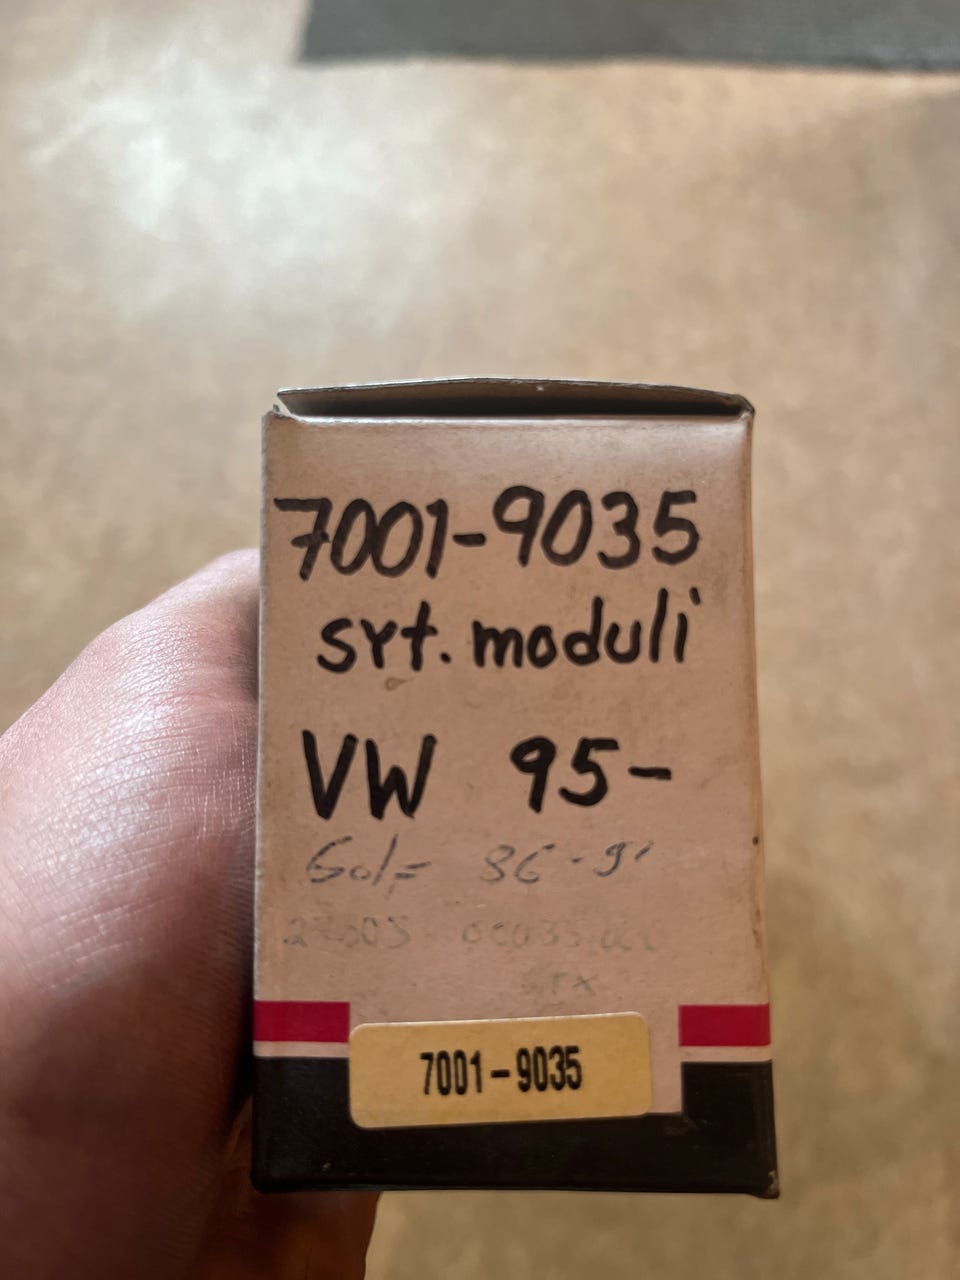 7001-9035
syt. moduli
VW 95-
Golf 86-91
7001-9035